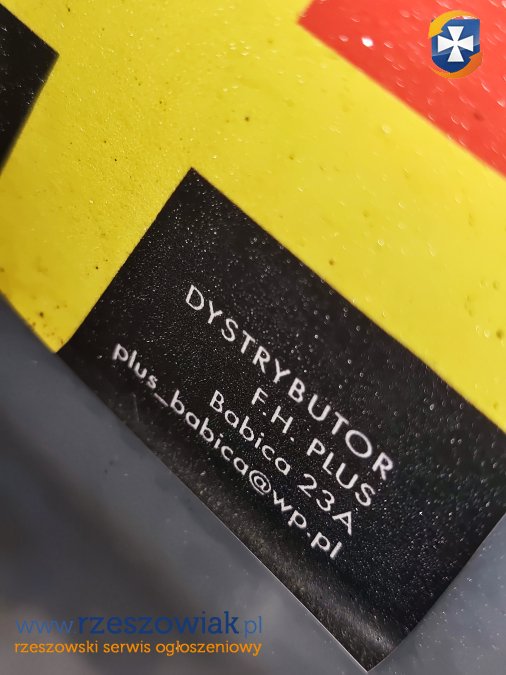 DYSTRYBUTOR
F.H. PLUS
Babica 23A
plus_babica@wp.pl
www.rzeszowiak.pl
rzeszowski serwis ogłoszeniowy